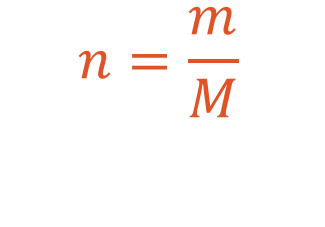 n = m/M